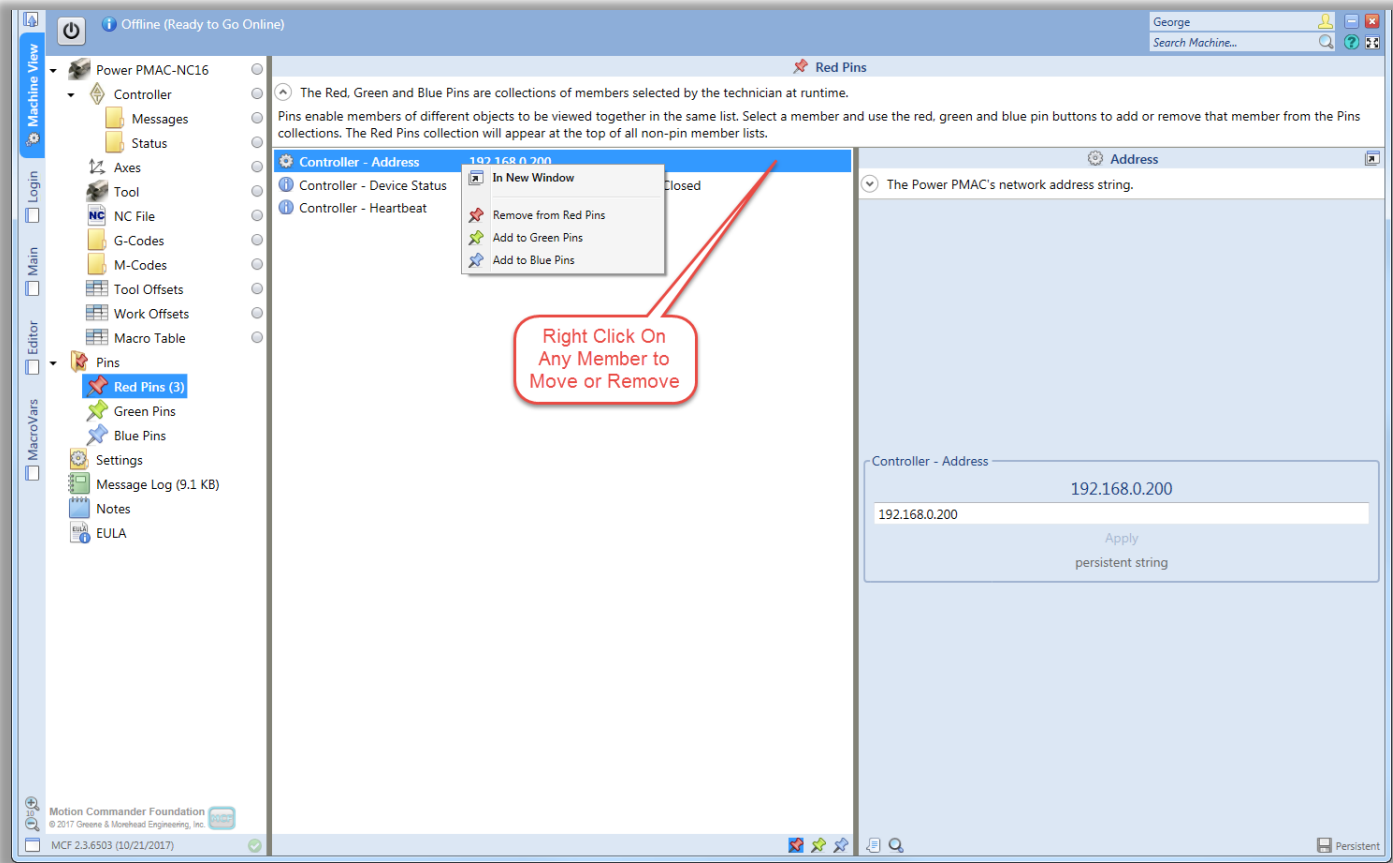 Offline (Ready to Go Online)
George
Search Machine...
Machine View
Login
Main
Editor
MacroVars
Power PMAC-NC16
Controller
Messages
Status
Axes
Tool
NC
NC File
G-Codes
M-Codes
Tool Offsets
Work Offsets
Macro Table
Pins
Red Pins (3)
Green Pins
Blue Pins
Settings
Message Log (9.1 KB)
Notes
EULA
EULA
Red Pins
The Red, Green and Blue Pins are collections of members selected by the technician at runtime.
Pins enable members of different objects to be viewed together in the same list. Select a member and use the red, green and blue pin buttons to add or remove that member from the Pins
collections. The Red Pins collection will appear at the top of all non-pin member lists.
Controller - Address 192.168.0.200
Controller - Device Status Closed
Controller - Heartbeat
In New Window
Remove from Red Pins
Add to Green Pins
Add to Blue Pins
Right Click On
Any Member to
Move or Remove
Address
The Power PMAC's network address string.
Controller - Address
192.168.0.200
192.168.0.200
Apply
persistent string
10
Motion Commander Foundation
© 2017 Greene & Morehead Engineering, Inc.
MCF 2.3.6503 (10/21/2017)
Persistent